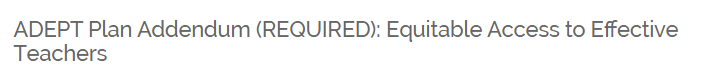 ADEPT Plan Addendum (REQUIRED): Equitable Access to Effective
Teachers